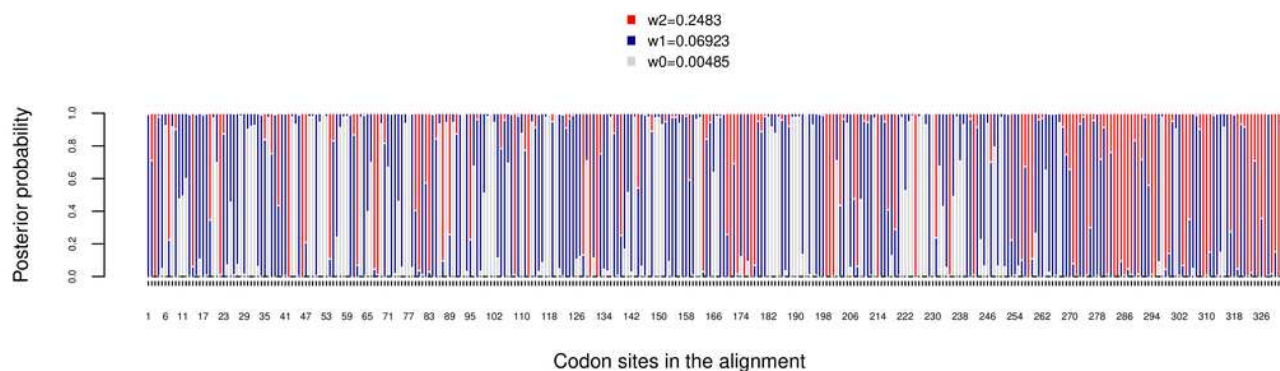 w2=0.2483
w1=0.06923
w0=0.00485
Posterior probability
1.0
0.8
0.6
0.4
0.2
0.0
1 6 11 17 23 29 35 41 47 53 59 65 71 77 83 89 95 102 110 118 126 134 142 150 158 166 174 182 190 198 206 214 222 230 238 246 254 262 270 278 286 294 302 310 318 326
Codon sites in the alignment